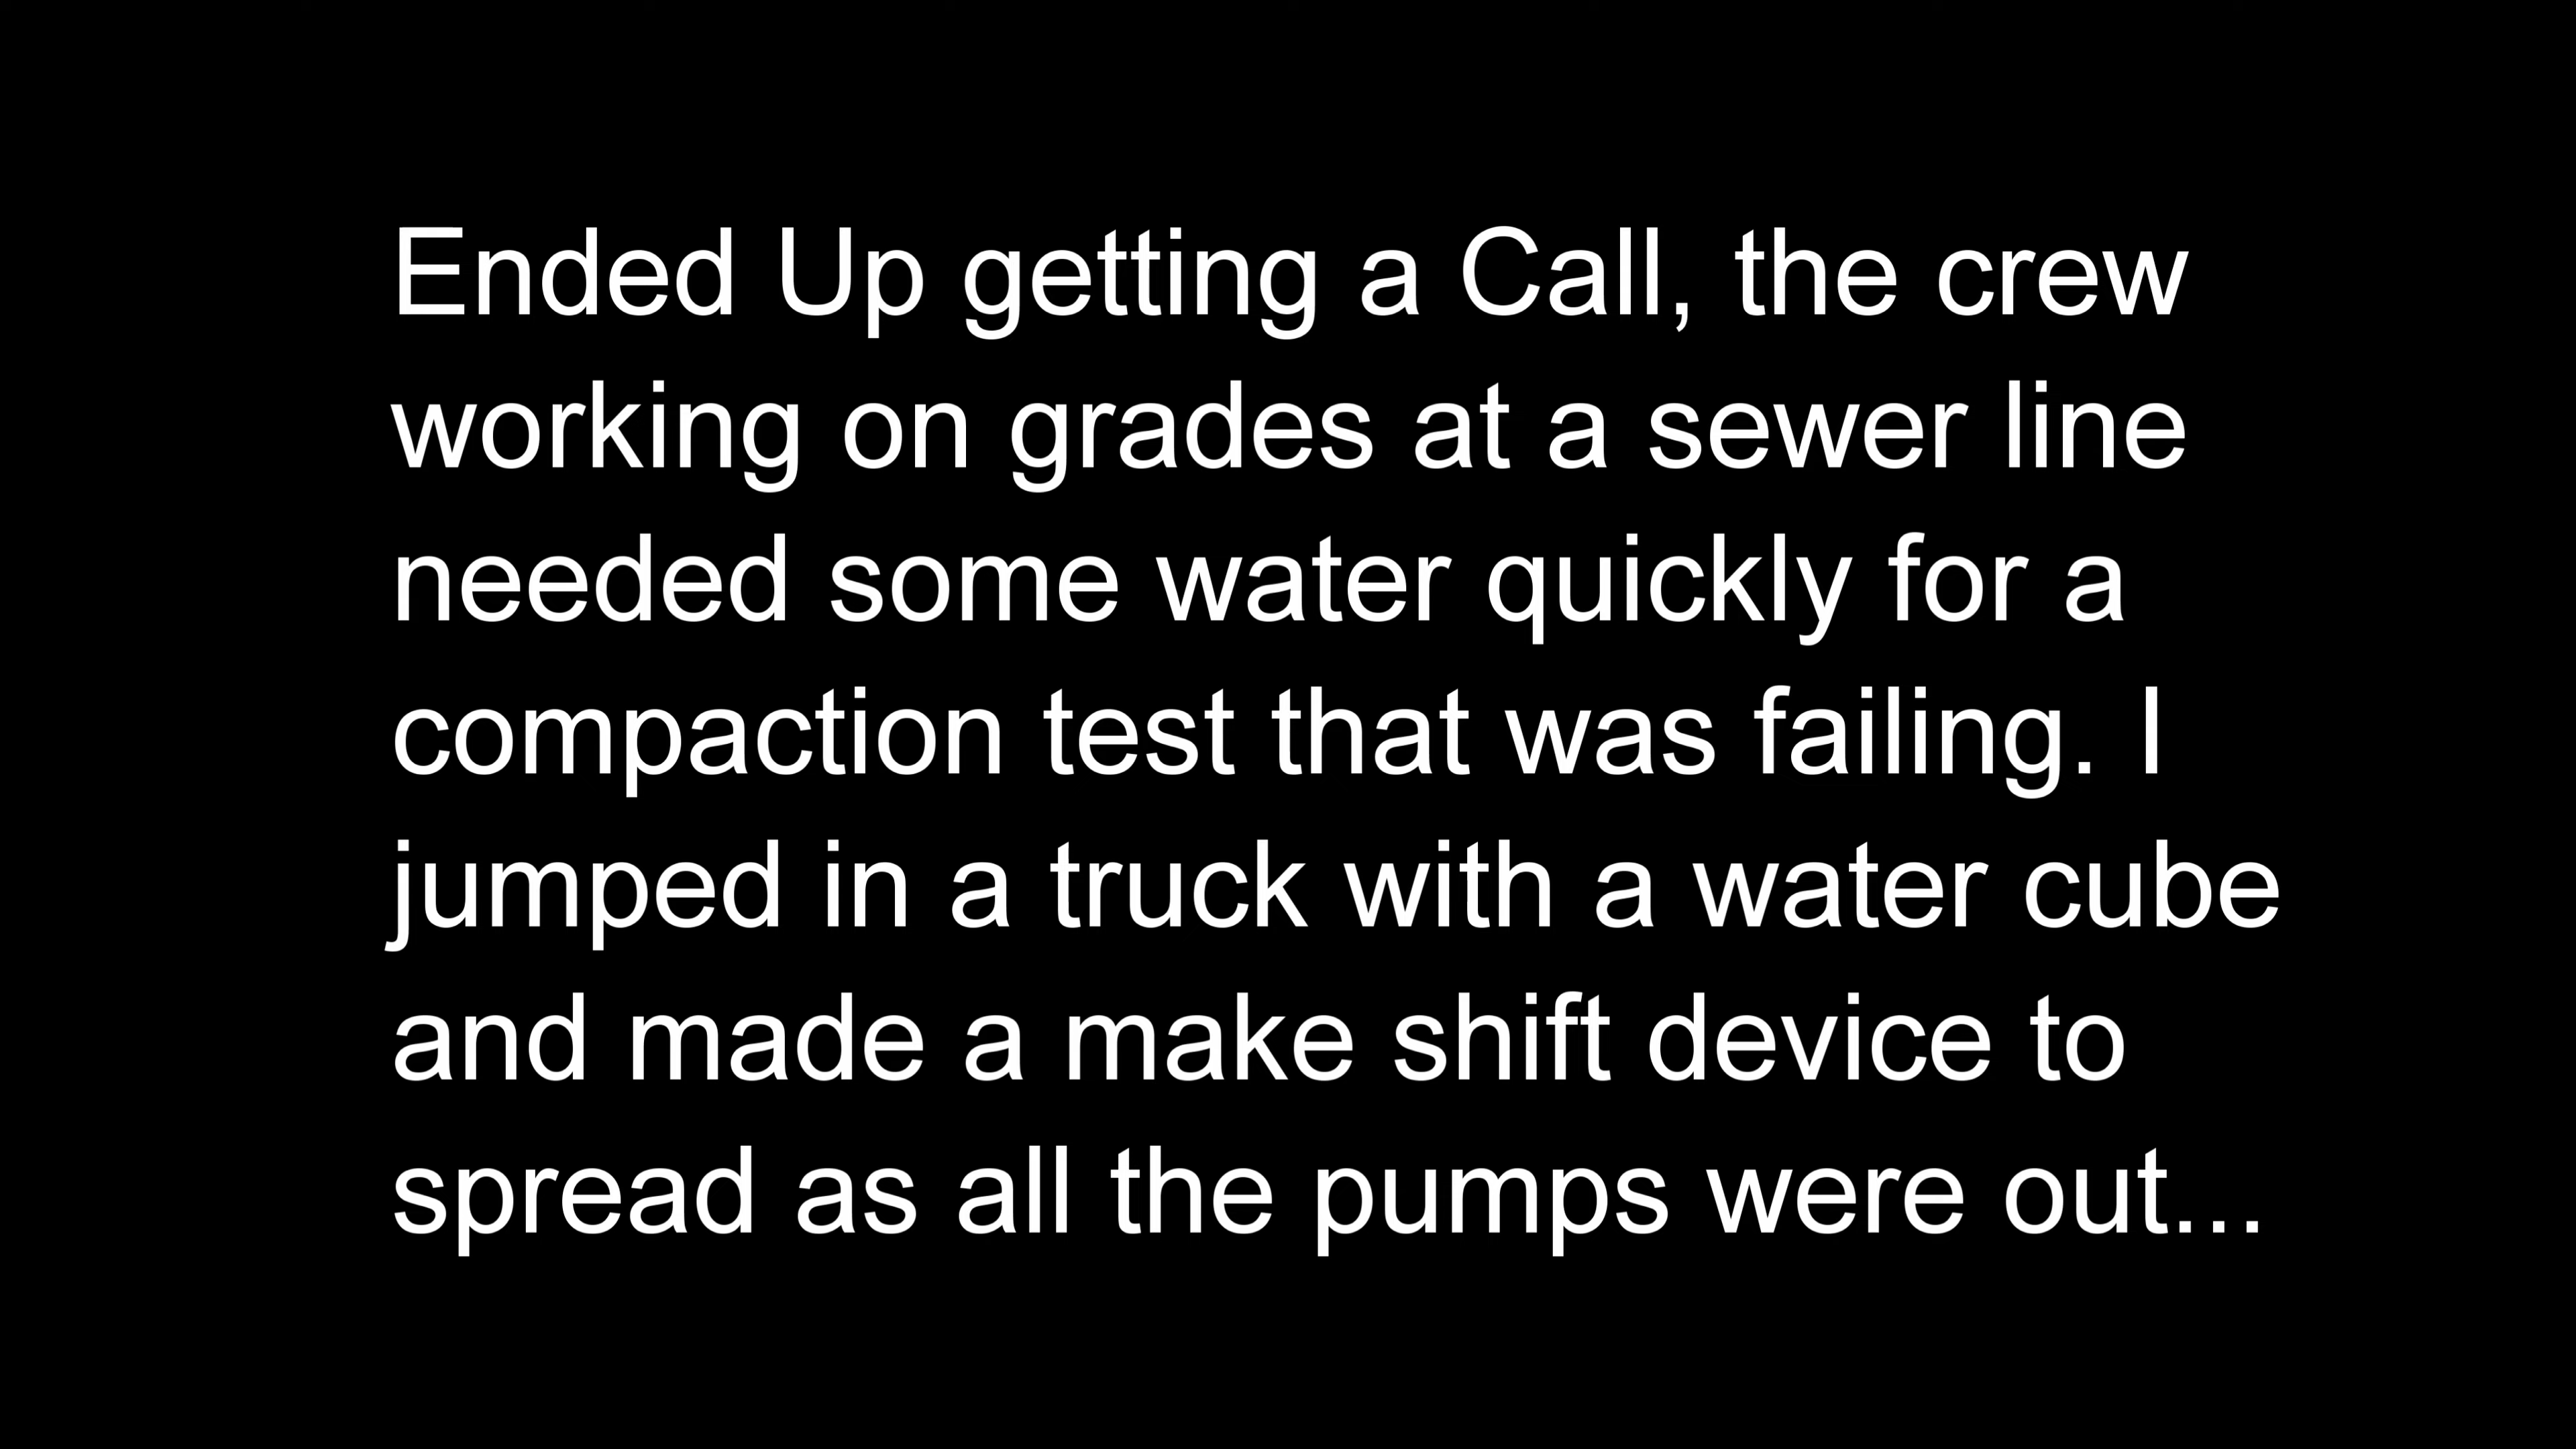 Ended Up getting a Call, the crew
working on grades at a sewer line
needed some water quickly for a
compaction test that was failing. I
jumped in a truck with a water cube
and made a make shift device to
spread as all the pumps were out...